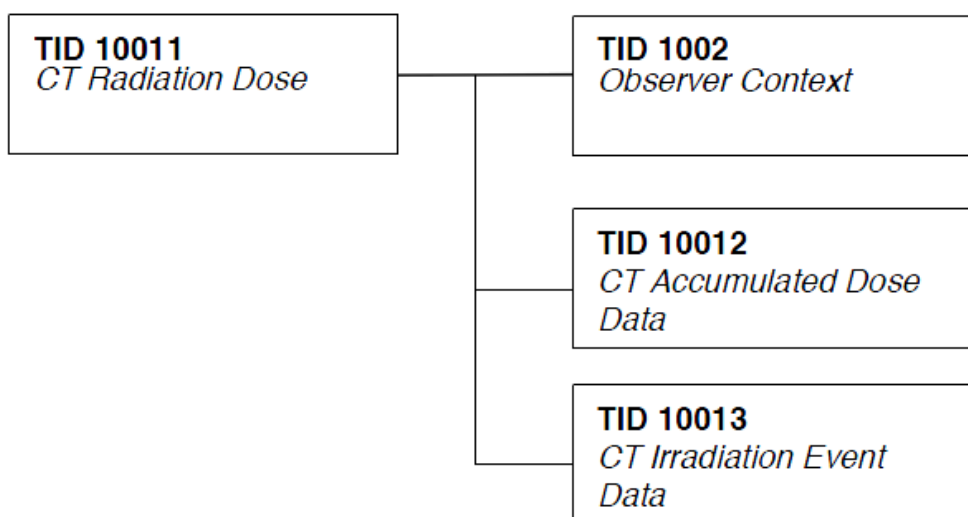 TID 10011
CT Radiation Dose
TID 1002
Observer Context
TID 10012
CT Accumulated Dose
Data
TID 10013
CT Irradiation Event
Data